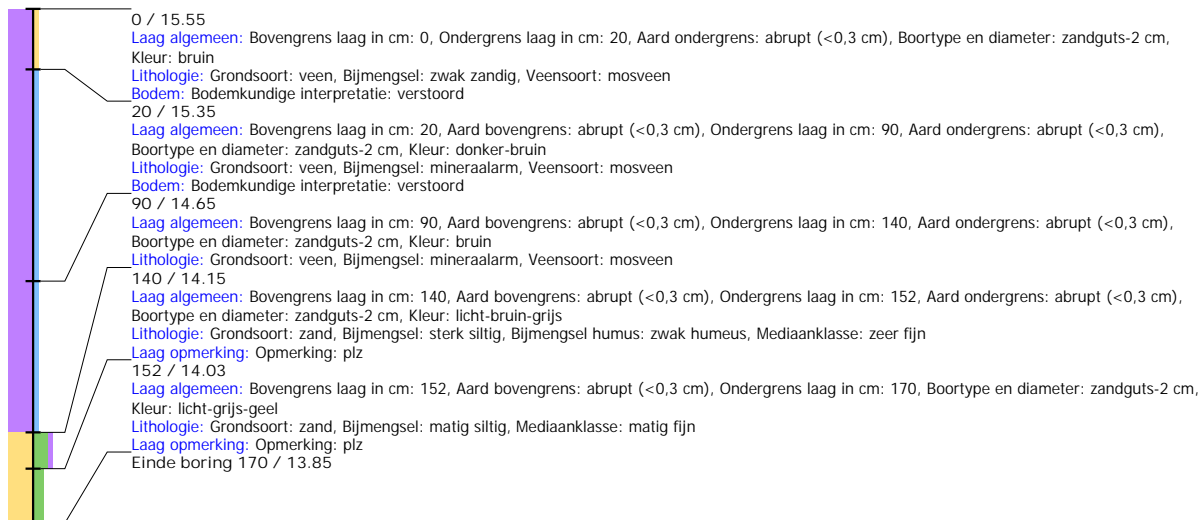 0 / 15.55
Laag algemeen: Bovengrens laag in cm: 0, Ondergrens laag in cm: 20, Aard ondergrens: abrupt (<0,3 cm), Boortype en diameter: zandguts-2 cm,
Kleur: bruin
Lithologie: Grondsoort: veen, Bijmengsel: zwak zandig, Veensoort: mosveen
Bodem: Bodemkundige interpretatie: verstoord
20 / 15.35
Laag algemeen: Bovengrens laag in cm: 20, Aard bovengrens: abrupt (<0,3 cm), Ondergrens laag in cm: 90, Aard ondergrens: abrupt (<0,3 cm),
Boortype en diameter: zandguts-2 cm, Kleur: donker-bruin
Lithologie: Grondsoort: veen, Bijmengsel: mineraalarm, Veensoort: mosveen
Bodem: Bodemkundige interpretatie: verstoord
90 / 14.65
Laag algemeen: Bovengrens laag in cm: 90, Aard bovengrens: abrupt (<0,3 cm), Ondergrens laag in cm: 140, Aard ondergrens: abrupt (<0,3 cm),
Boortype en diameter: zandguts-2 cm, Kleur: bruin
Lithologie: Grondsoort: veen, Bijmengsel: mineraalarm, Veensoort: mosveen
140 / 14.15
Laag algemeen: Bovengrens laag in cm: 140, Aard bovengrens: abrupt (<0,3 cm), Ondergrens laag in cm: 152, Aard ondergrens: abrupt (<0,3 cm),
Boortype en diameter: zandguts-2 cm, Kleur: licht-bruin-grijs
Lithologie: Grondsoort: zand, Bijmengsel: sterk siltig, Bijmengsel humus: zwak humeus, Mediaanklasse: zeer fijn
Laag opmerking: Opmerking: plz
152 / 14.03
Laag algemeen: Bovengrens laag in cm: 152, Aard bovengrens: abrupt (<0,3 cm), Ondergrens laag in cm: 170, Boortype en diameter: zandguts-2 cm,
Kleur: licht-grijs-geel
Lithologie: Grondsoort: zand, Bijmengsel: matig siltig, Mediaanklasse: matig fijn
Laag opmerking: Opmerking: plz
Einde boring 170 / 13.85